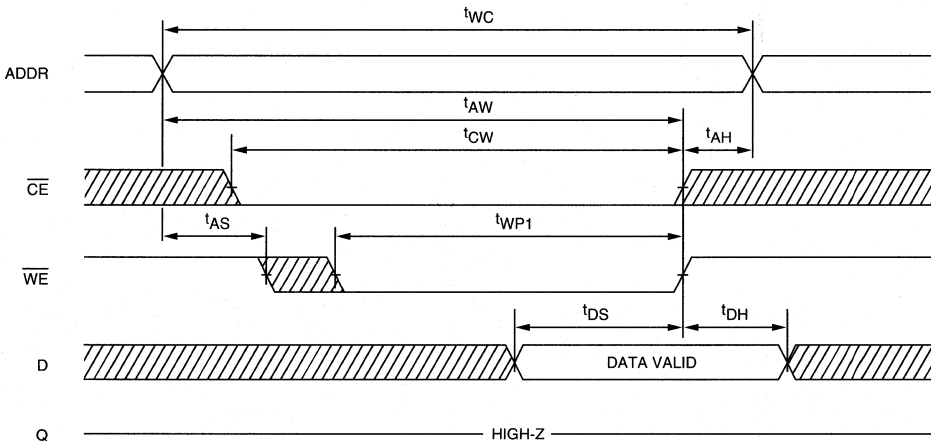 tWC
ADDR
tAW
tCW
tAH
CE
tAS
tWP1
WE
tDS
tDH
D
DATA VALID
Q
HIGH-Z